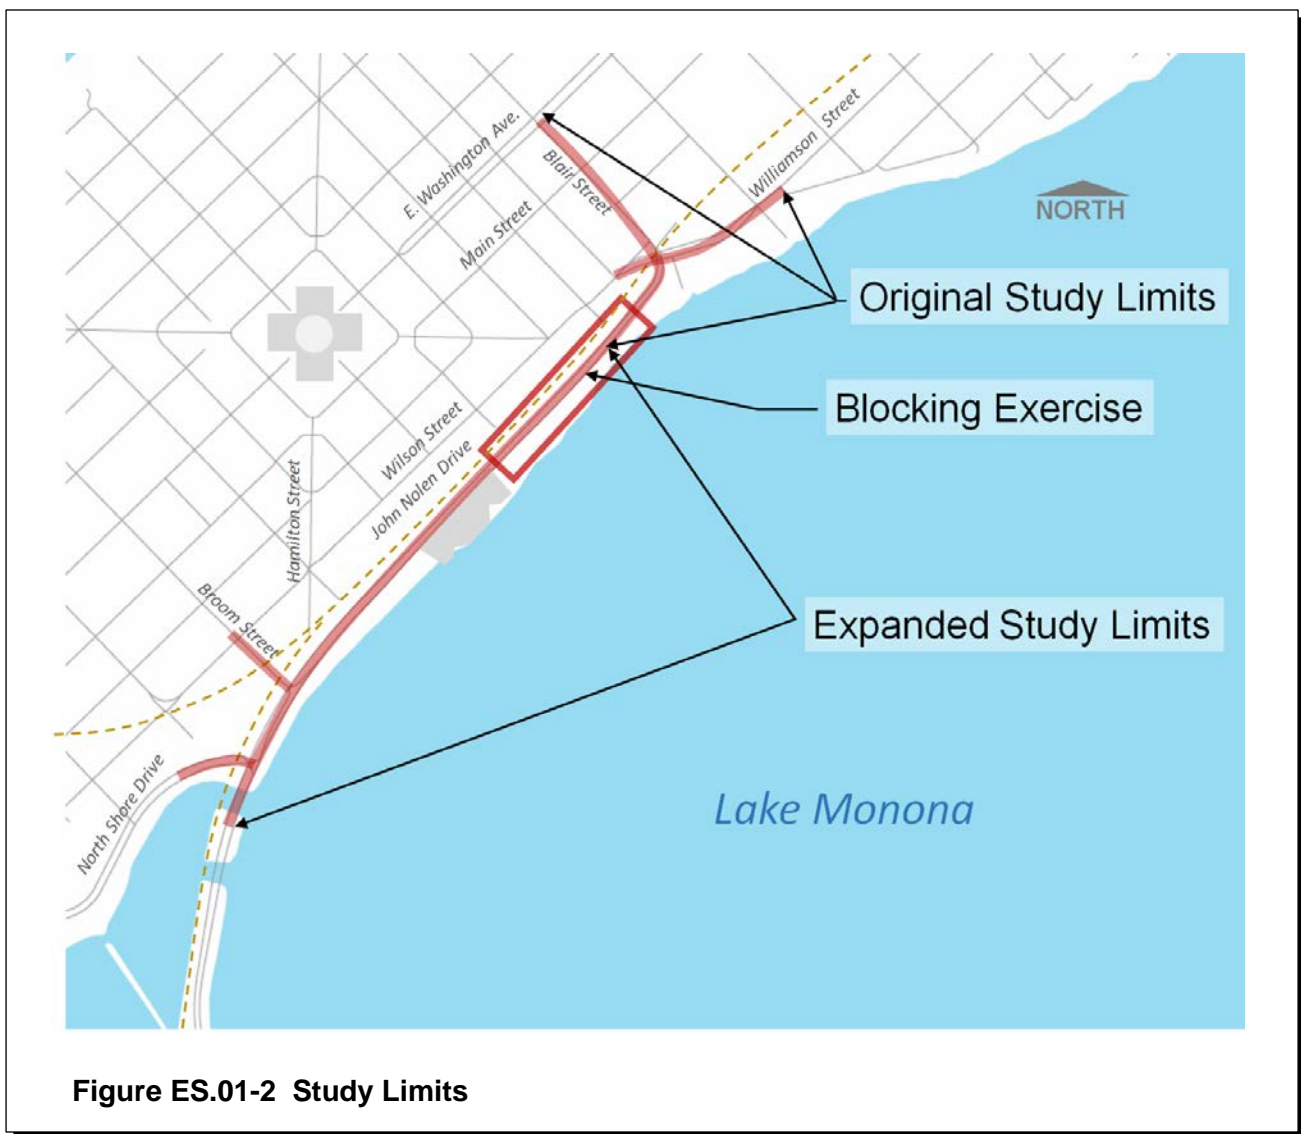 E. Washington Ave.
Blair Street
Williamson Street
Main Street
NORTH
Original Study Limits
Blocking Exercise
Wilson Street
John Nolen Drive
Hamilton Street
Broom Street
Expanded Study Limits
North Shore Drive
Lake Monona
Figure ES.01-2 Study Limits